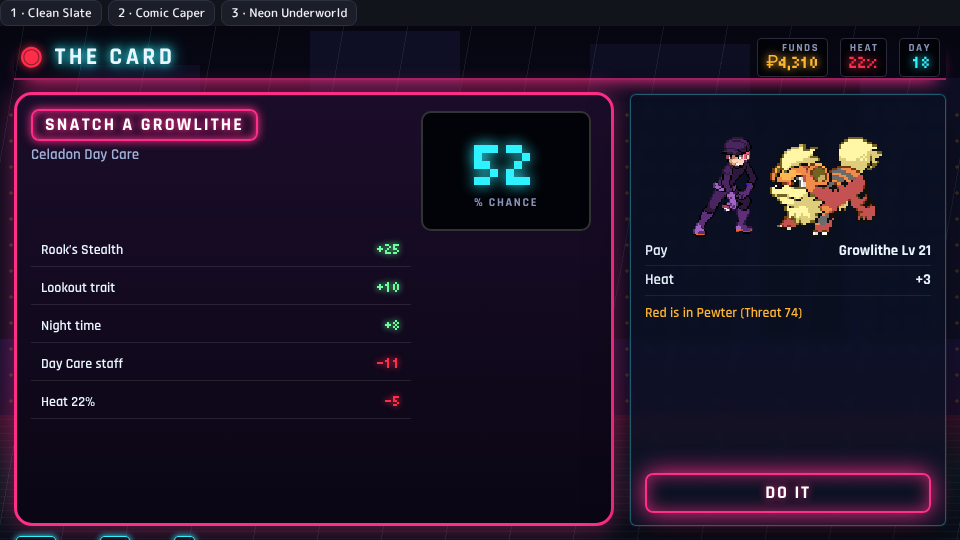 1 · Clean Slate
2 · Comic Caper
3 · Neon Underworld
THE CARD
FUNDS
₽4,310
HEAT
22%
DAY
18
SNATCH A GROWLITHE
Celadon Day Care
52
% CHANCE
Rook's Stealth +25
Lookout trait +10
Night time +8
Day Care staff -11
Heat 22% -5
Pay Growlithe Lv 21
Heat +3
Red is in Pewter (Threat 74)
DO IT